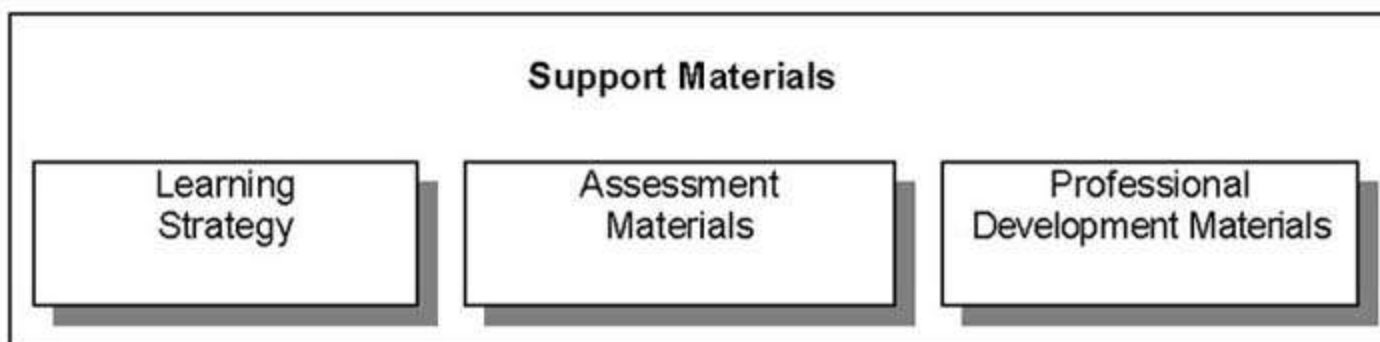 Support Materials
Learning
Strategy
Assessment
Materials
Professional
Development Materials